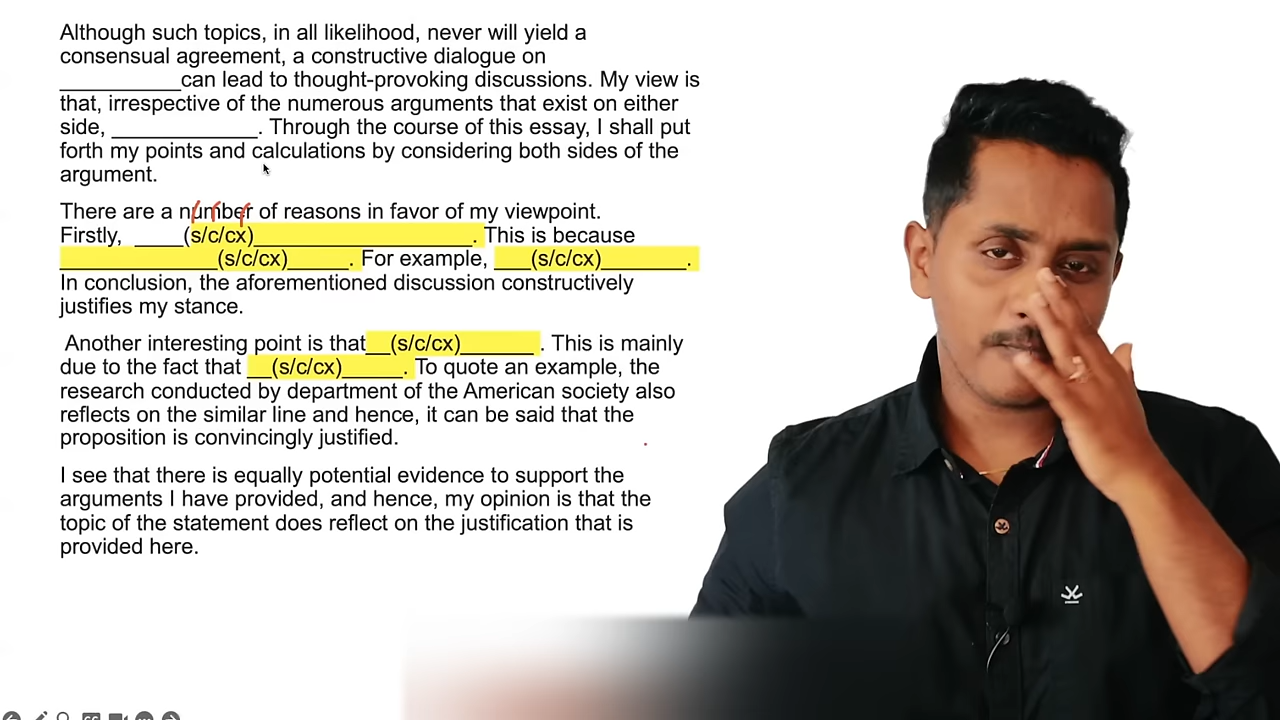 Although such topics, in all likelihood, never will yield a
consensual agreement, a constructive dialogue on
__________can lead to thought-provoking discussions. My view is
that, irrespective of the numerous arguments that exist on either
side, ____________. Through the course of this essay, I shall put
forth my points and calculations by considering both sides of the
argument.
There are a number of reasons in favor of my viewpoint.
Firstly, ____(s/c/cx)__________________. This is because
_____________(s/c/cx)_____. For example, ___(s/c/cx)_______.
In conclusion, the aforementioned discussion constructively
justifies my stance.
Another interesting point is that__(s/c/cx)______ . This is mainly
due to the fact that __(s/c/cx)_____. To quote an example, the
research conducted by department of the American society also
reflects on the similar line and hence, it can be said that the
proposition is convincingly justified.
I see that there is equally potential evidence to support the
arguments I have provided, and hence, my opinion is that the
topic of the statement does reflect on the justification that is
provided here.